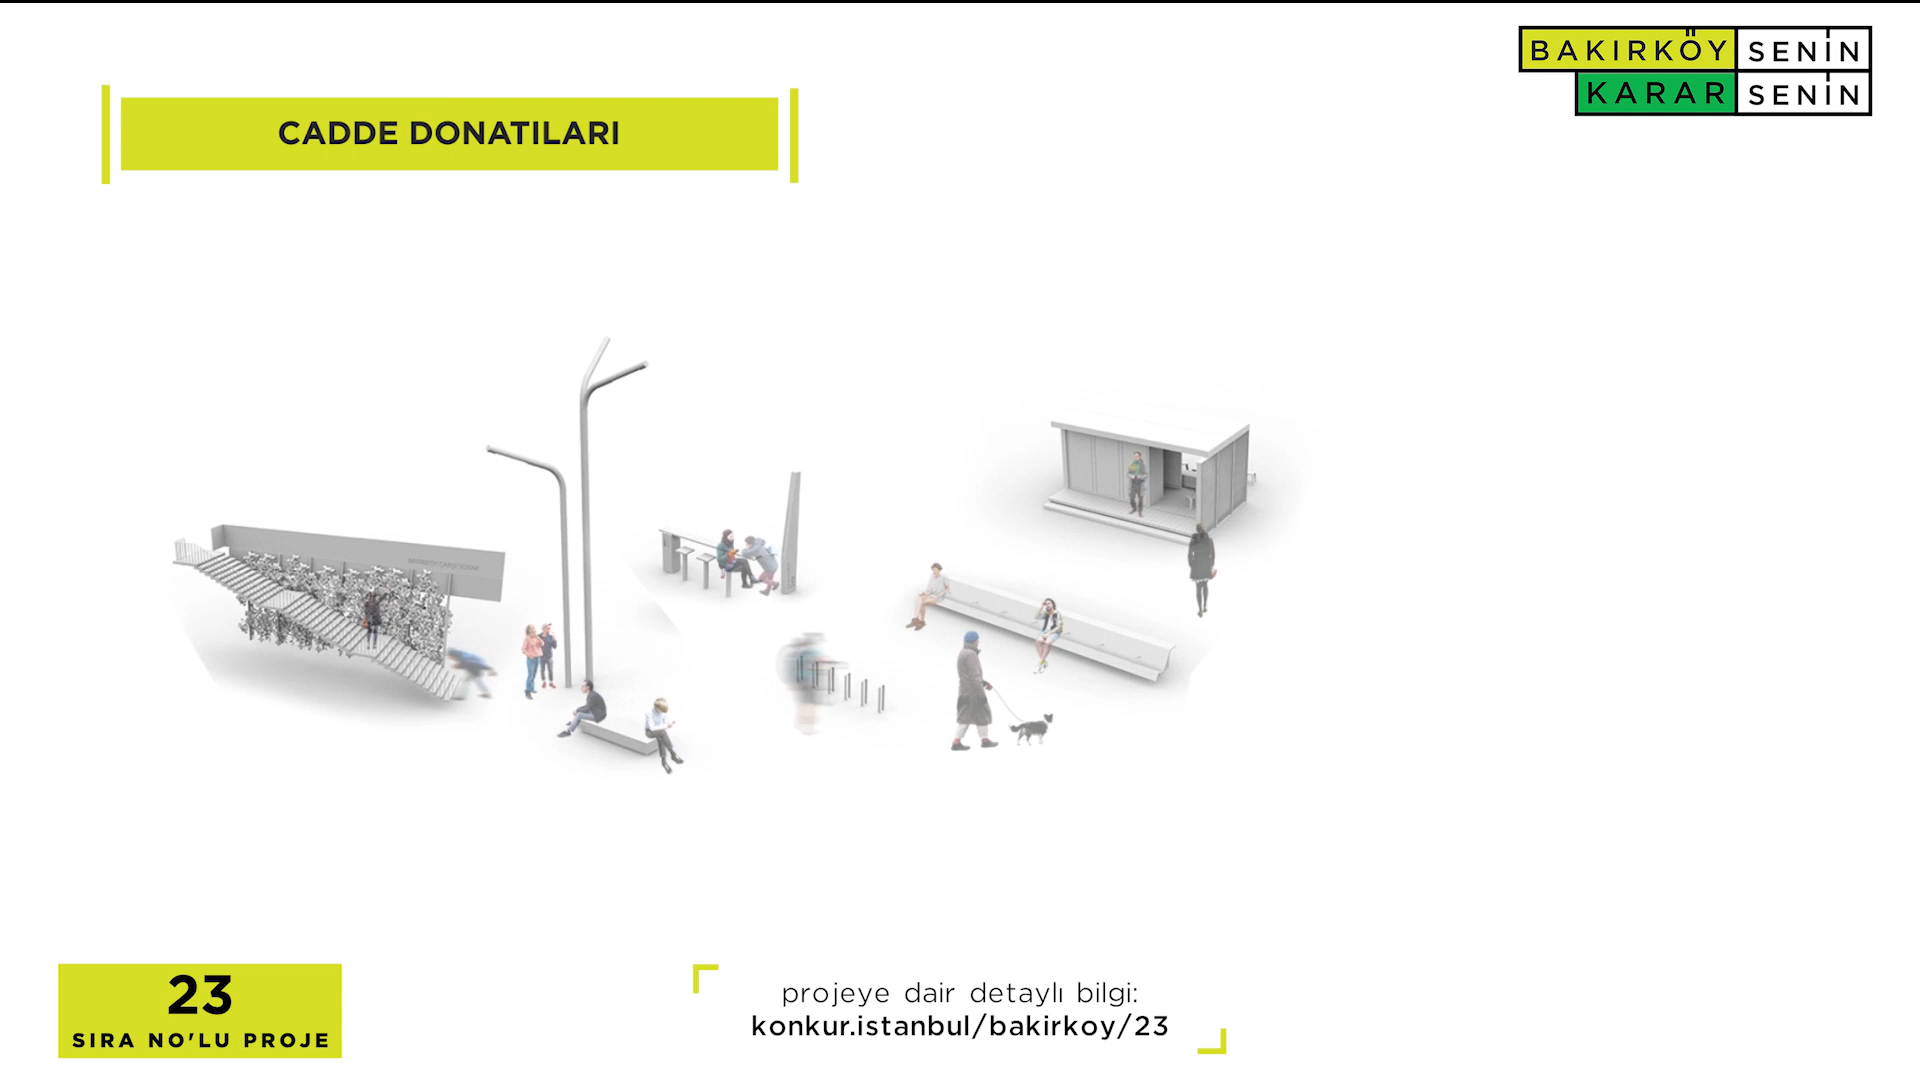 BAKIRKÖY SENİN
KARAR SENİN
CADDE DONATILARI
23
SIRA NO'LU PROJE
projeye dair detaylı bilgi:
konkur.istanbul/bakirkoy/23